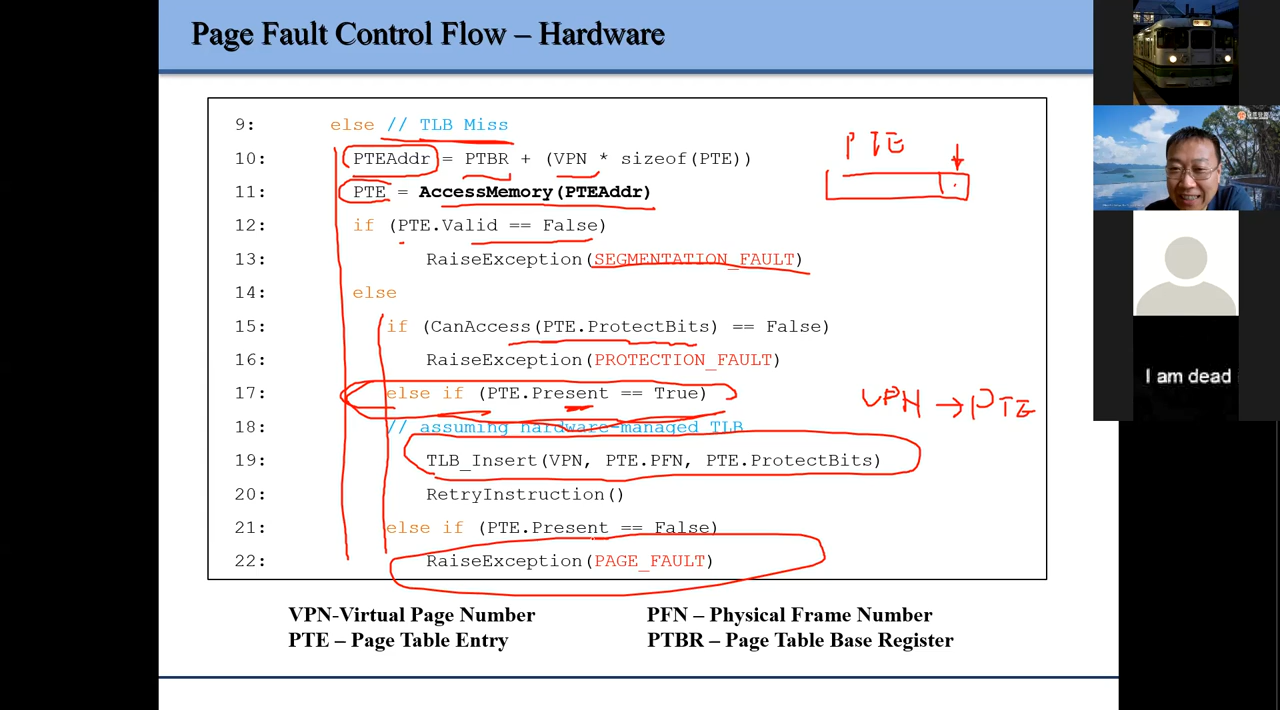 Page Fault Control Flow – Hardware
9: else // TLB Miss
10: PTEAddr = PTBR + (VPN * sizeof(PTE))
11: PTE = AccessMemory(PTEAddr)
12: if (PTE.Valid == False)
13: RaiseException(SEGMENTATION_FAULT)
14: else
15: if (CanAccess(PTE.ProtectBits) == False)
16: RaiseException(PROTECTION_FAULT)
17: else if (PTE.Present == True)
18: // assuming hardware-managed TLB
19: TLB_Insert(VPN, PTE.PFN, PTE.ProtectBits)
20: RetryInstruction()
21: else if (PTE.Present == False)
22: RaiseException(PAGE_FAULT)
PTE
VPN → PTE
VPN-Virtual Page Number
PTE – Page Table Entry
PFN – Physical Frame Number
PTBR – Page Table Base Register
I am dead